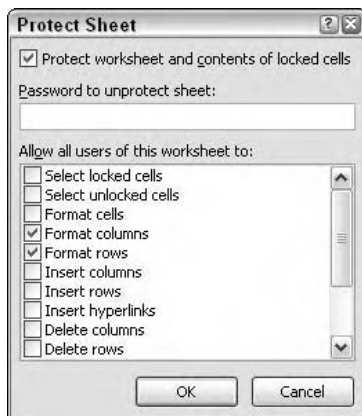 Protect Sheet
Protect worksheet and contents of locked cells
Password to unprotect sheet:
Allow all users of this worksheet to:
Select locked cells
Select unlocked cells
Format cells
Format columns
Format rows
Insert columns
Insert rows
Insert hyperlinks
Delete columns
Delete rows
OK Cancel